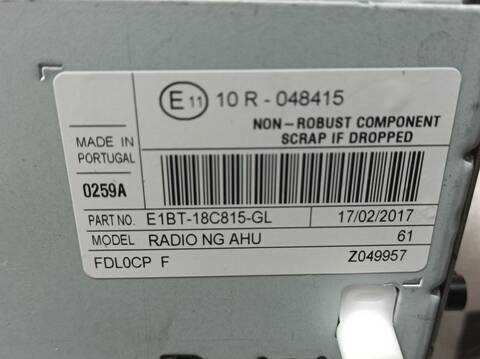 E11 10 R - 048415
NON-ROBUST COMPONENT
SCRAP IF DROPPED
MADE IN
PORTUGAL
0259A
PART NO. E1BT-18C815-GL 17/02/2017
MODEL RADIO NG AHU 61
FDL0CP F Z049957